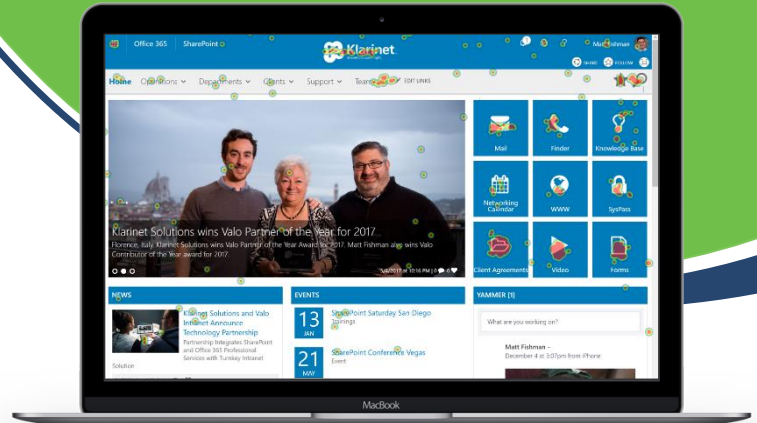 Office 365 SharePoint
Klarinet
Matt Fishman
SHARE FOLLOW
Home Operations Departments Clients Support Teams EDIT LINKS
Mail Finder Knowledge Base
Networking
Calendar
WWW SysPass
Client Agreements Video Forms
Klarinet Solutions wins Valo Partner of the Year for 2017
Florence, Italy. Klarinet Solutions wins Valo Partner of the Year Award for 2017. Matt Fishman also wins Valo
Contributor of the Year award for 2017
at 10:16 PM | 0
NEWS EVENTS YAMMER [1]
Klarinet Solutions and Valo
Intranet Announce
Technology Partnership
Partnership Integrates SharePoint
and Office 365 Professional
Services with Turnkey Intranet
Solution
13
JAN
SharePoint Saturday San Diego
Trainings
21
MAY
SharePoint Conference Vegas
Event
What are you working on?
Matt Fishman –
December 4 at 3:07pm from iPhone
MacBook